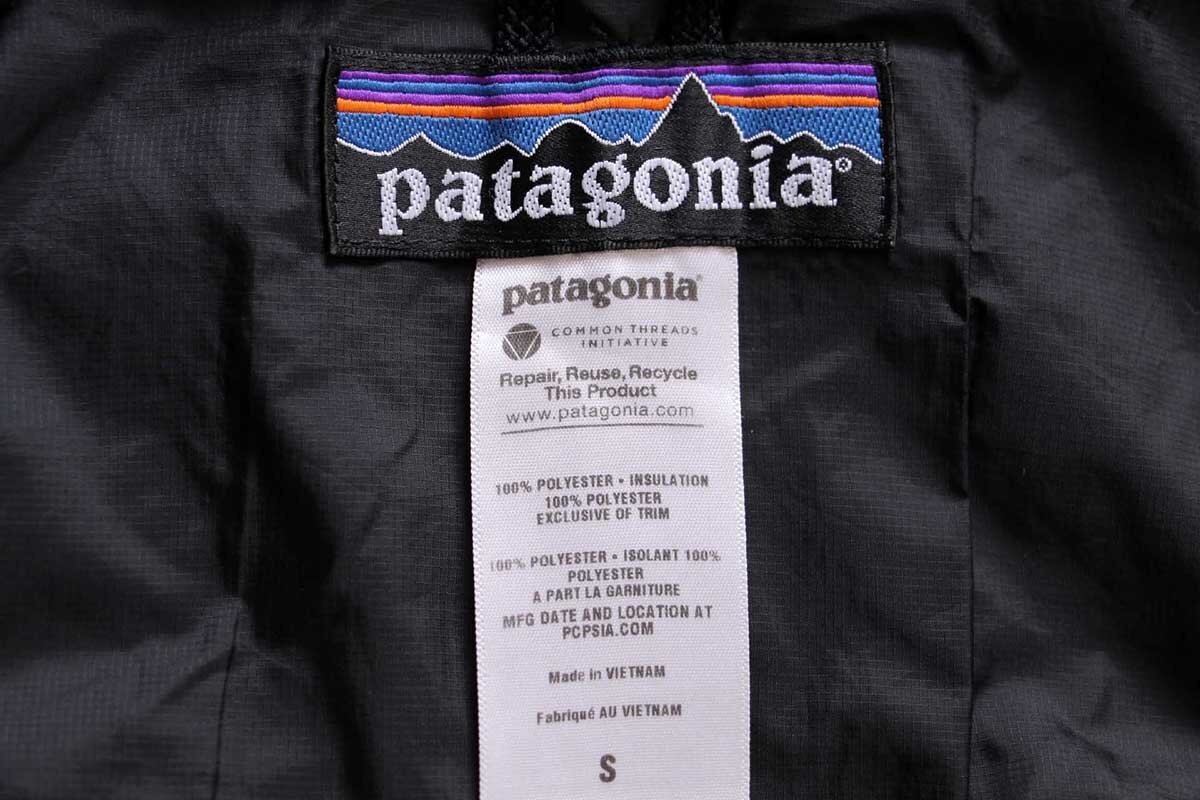 patagonia®
patagonia®
COMMON THREADS
INITIATIVE
Repair, Reuse, Recycle
This Product
www.patagonia.com
100% POLYESTER • INSULATION
100% POLYESTER
EXCLUSIVE OF TRIM
100% POLYESTER • ISOLANT 100%
POLYESTER
A PART LA GARNITURE
MFG DATE AND LOCATION AT
PCPSIA.COM
Made in VIETNAM
Fabriqué AU VIETNAM
S